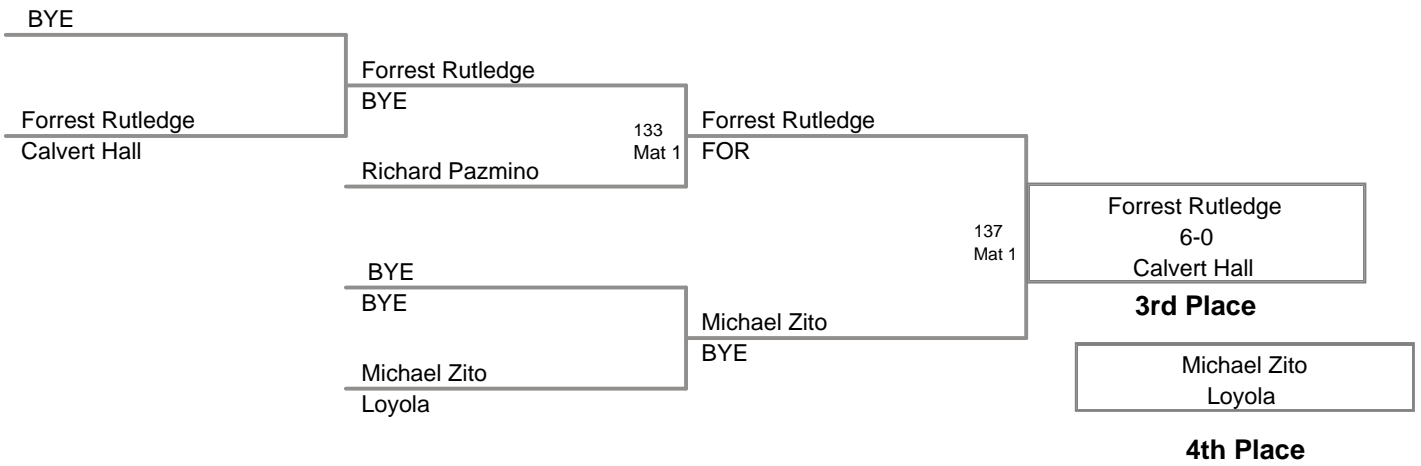 BYE
Forrest Rutledge
BYE
Forrest Rutledge
Calvert Hall
133
Mat 1
Forrest Rutledge
FOR
Richard Pazmino
Forrest Rutledge
6-0
Calvert Hall
137
Mat 1
BYE
BYE
3rd Place
Michael Zito
BYE
Michael Zito
Loyola
Michael Zito
Loyola
4th Place